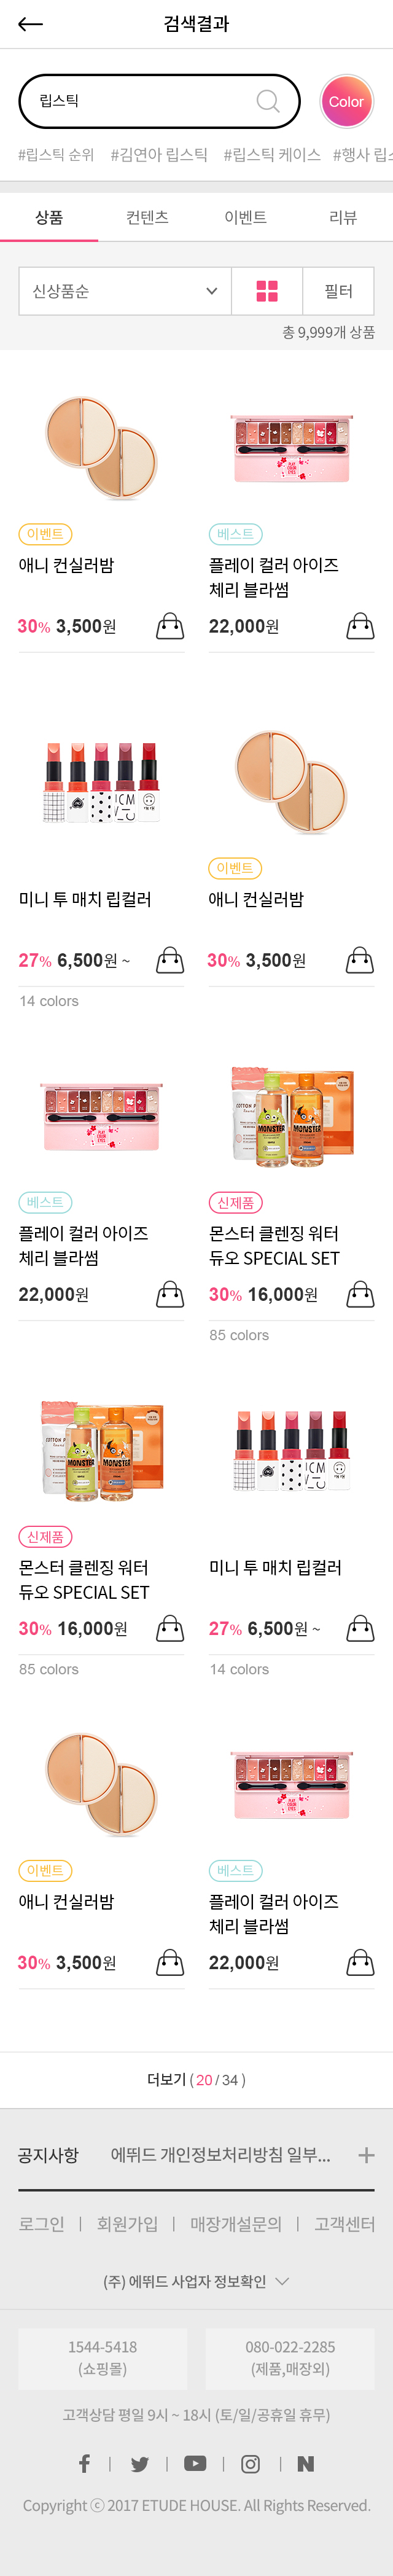 검색결과
립스틱
Color
#립스틱 순위 #김연아 립스틱 #립스틱 케이스 #행사 립스
상품 컨텐츠 이벤트 리뷰
신상품순 필터
총 9,999개 상품
이벤트
애니 컨실러밤
30% 3,500원
베스트
플레이 컬러 아이즈
체리 블라썸
22,000원
미니 투 매치 립컬러
27% 6,500원 ~
14 colors
이벤트
애니 컨실러밤
30% 3,500원
베스트
플레이 컬러 아이즈
체리 블라썸
22,000원
MONSTER MONSTER
신제품
몬스터 클렌징 워터
듀오 SPECIAL SET
30% 16,000원
85 colors
MONSTER MONSTER
신제품
몬스터 클렌징 워터
듀오 SPECIAL SET
30% 16,000원
85 colors
미니 투 매치 립컬러
27% 6,500원 ~
14 colors
이벤트
애니 컨실러밤
30% 3,500원
베스트
플레이 컬러 아이즈
체리 블라썸
22,000원
더보기 ( 20 / 34 )
공지사항 에뛰드 개인정보처리방침 일부...
로그인 | 회원가입 | 매장개설문의 | 고객센터
(주) 에뛰드 사업자 정보확인
1544-5418
(쇼핑몰)
080-022-2285
(제품,매장외)
고객상담 평일 9시 ~ 18시 (토/일/공휴일 휴무)
Copyright ⓒ 2017 ETUDE HOUSE. All Rights Reserved.